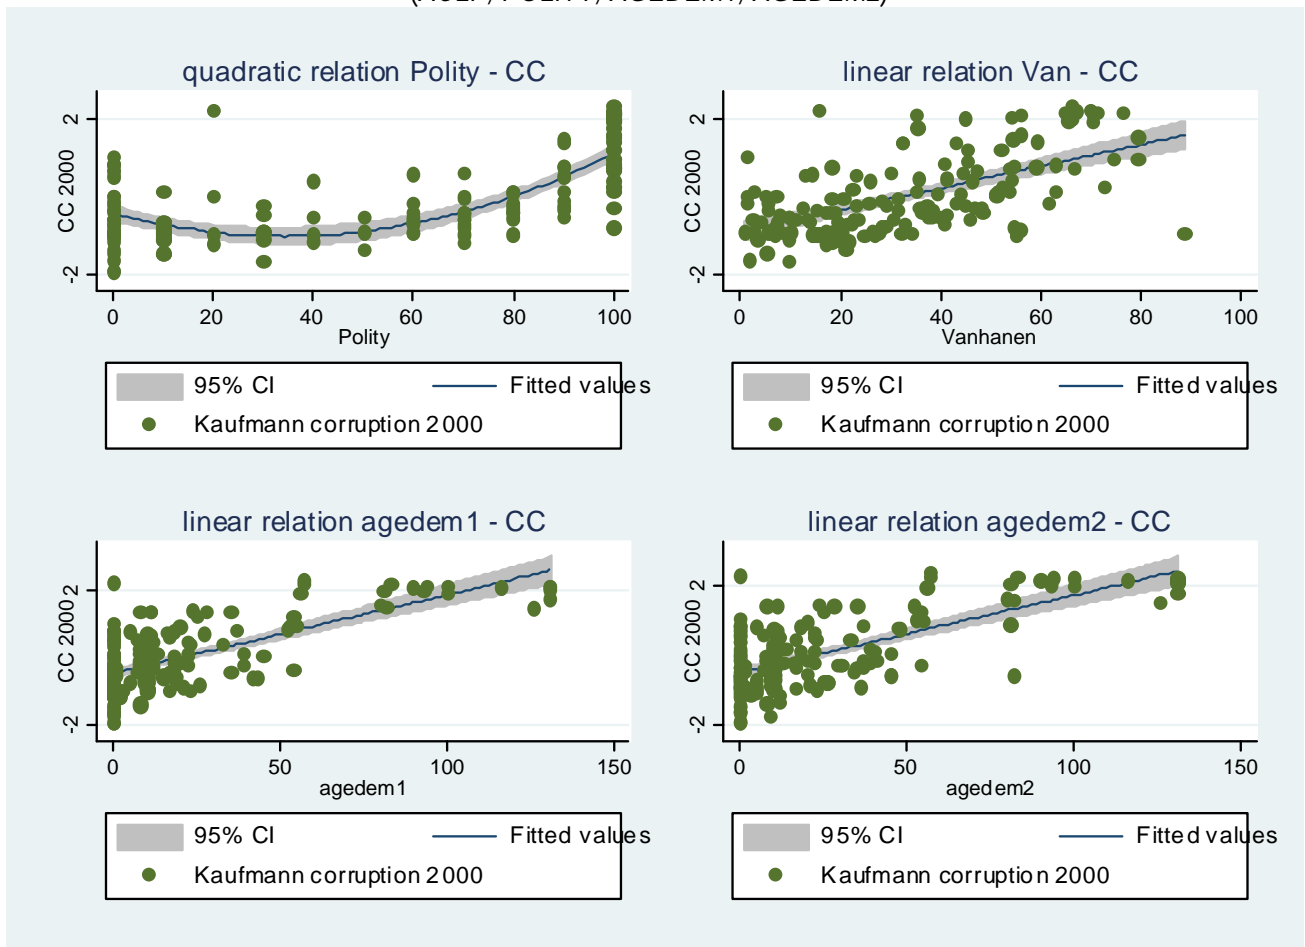 quadratic relation Polity - CC
CC 2000
2
-2
0 20 40 60 80 100
Polity
95% CI Fitted values
Kaufmann corruption 2000
linear relation Van - CC
CC 2000
2
-2
0 20 40 60 80 100
Vanhanen
95% CI Fitted values
Kaufmann corruption 2000
linear relation agedem1 - CC
CC 2000
2
-2
0 50 100 150
agedem1
95% CI Fitted values
Kaufmann corruption 2000
linear relation agedem2 - CC
CC 2000
2
-2
0 50 100 150
agedem2
95% CI Fitted values
Kaufmann corruption 2000